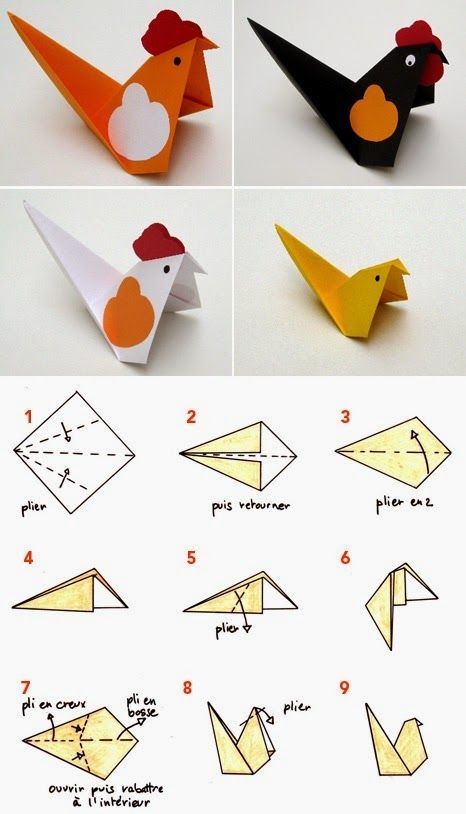 1
plier
2
puis retourner
3
plier en 2
4
5
plier
6
7
pli en creux
pli en
bosse
ouvrir puis rabattre
à l'intérieur
8
plier
9